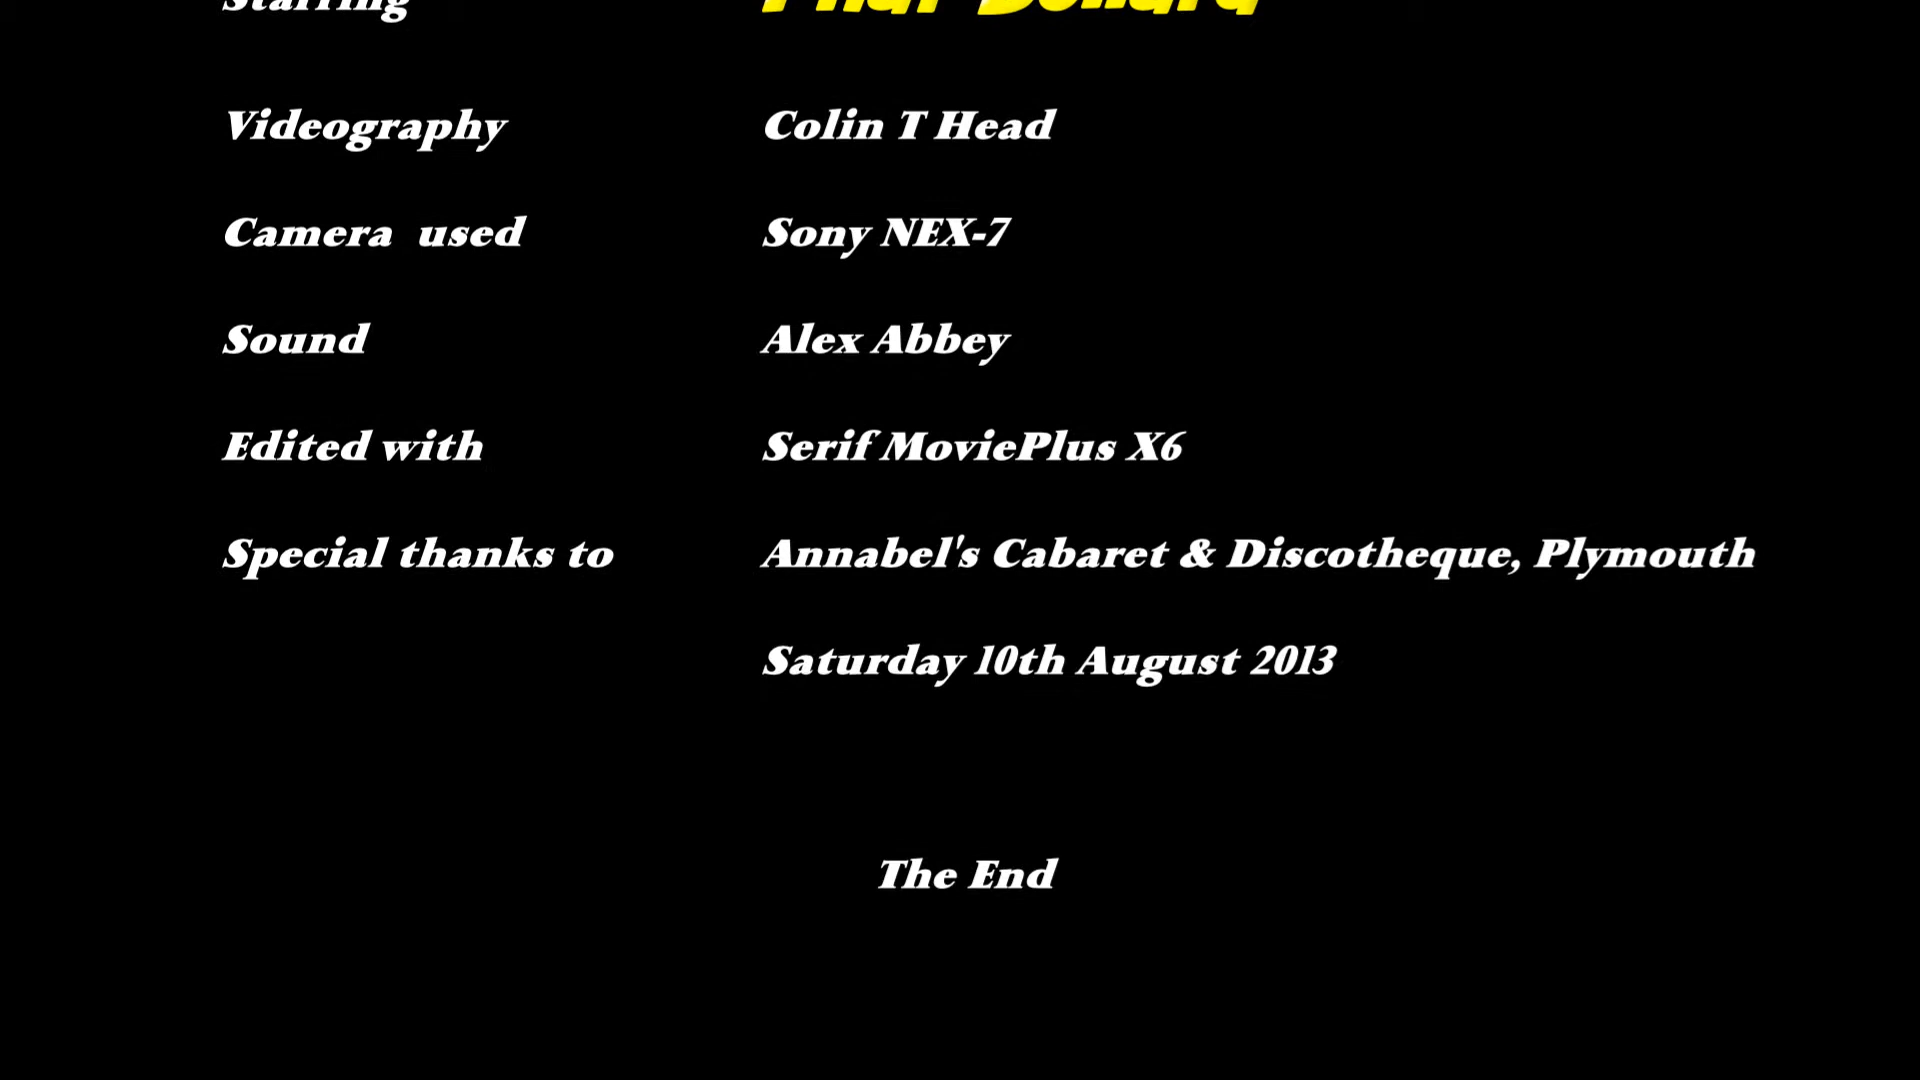 Starring
Videography Colin T Head
Camera used Sony NEX-7
Sound Alex Abbey
Edited with Serif MoviePlus X6
Special thanks to Annabel's Cabaret & Discotheque, Plymouth
Saturday 10th August 2013
The End